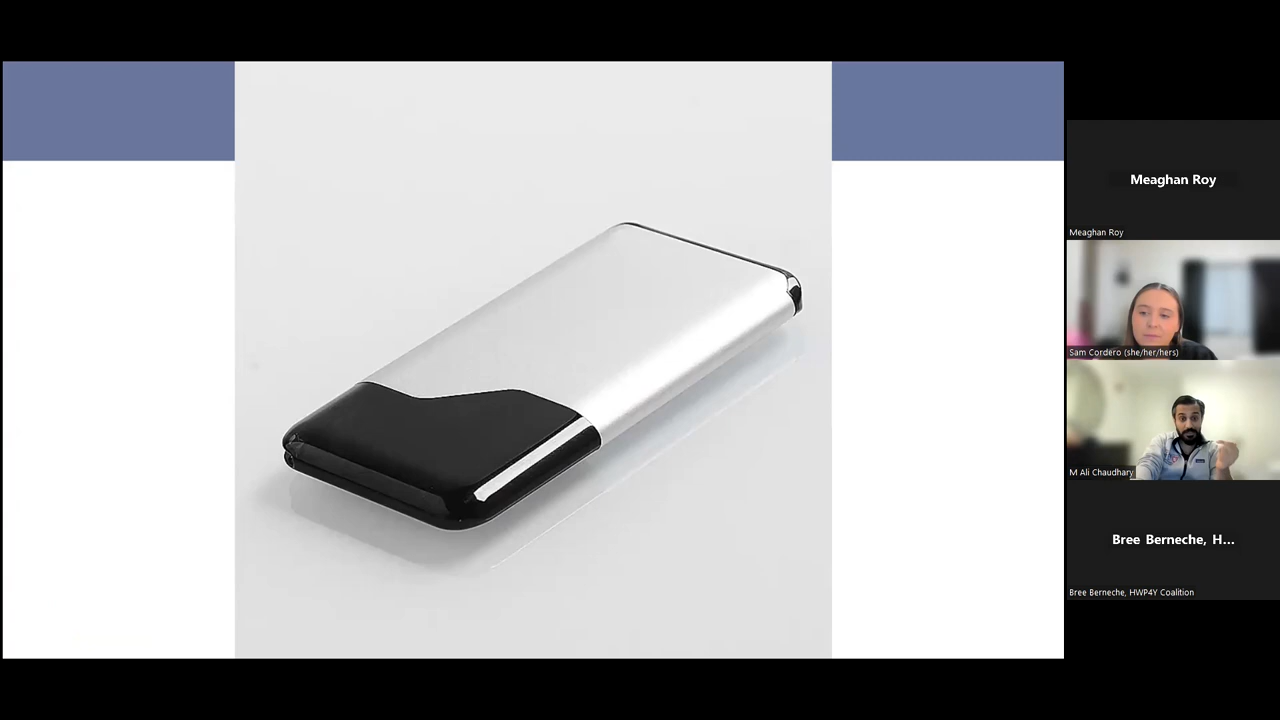 Meaghan Roy
Meaghan Roy
Sam Cordero (she/her/hers)
M Ali Chaudhary
Bree Berneche, H...
Bree Berneche, HWP4Y Coalition